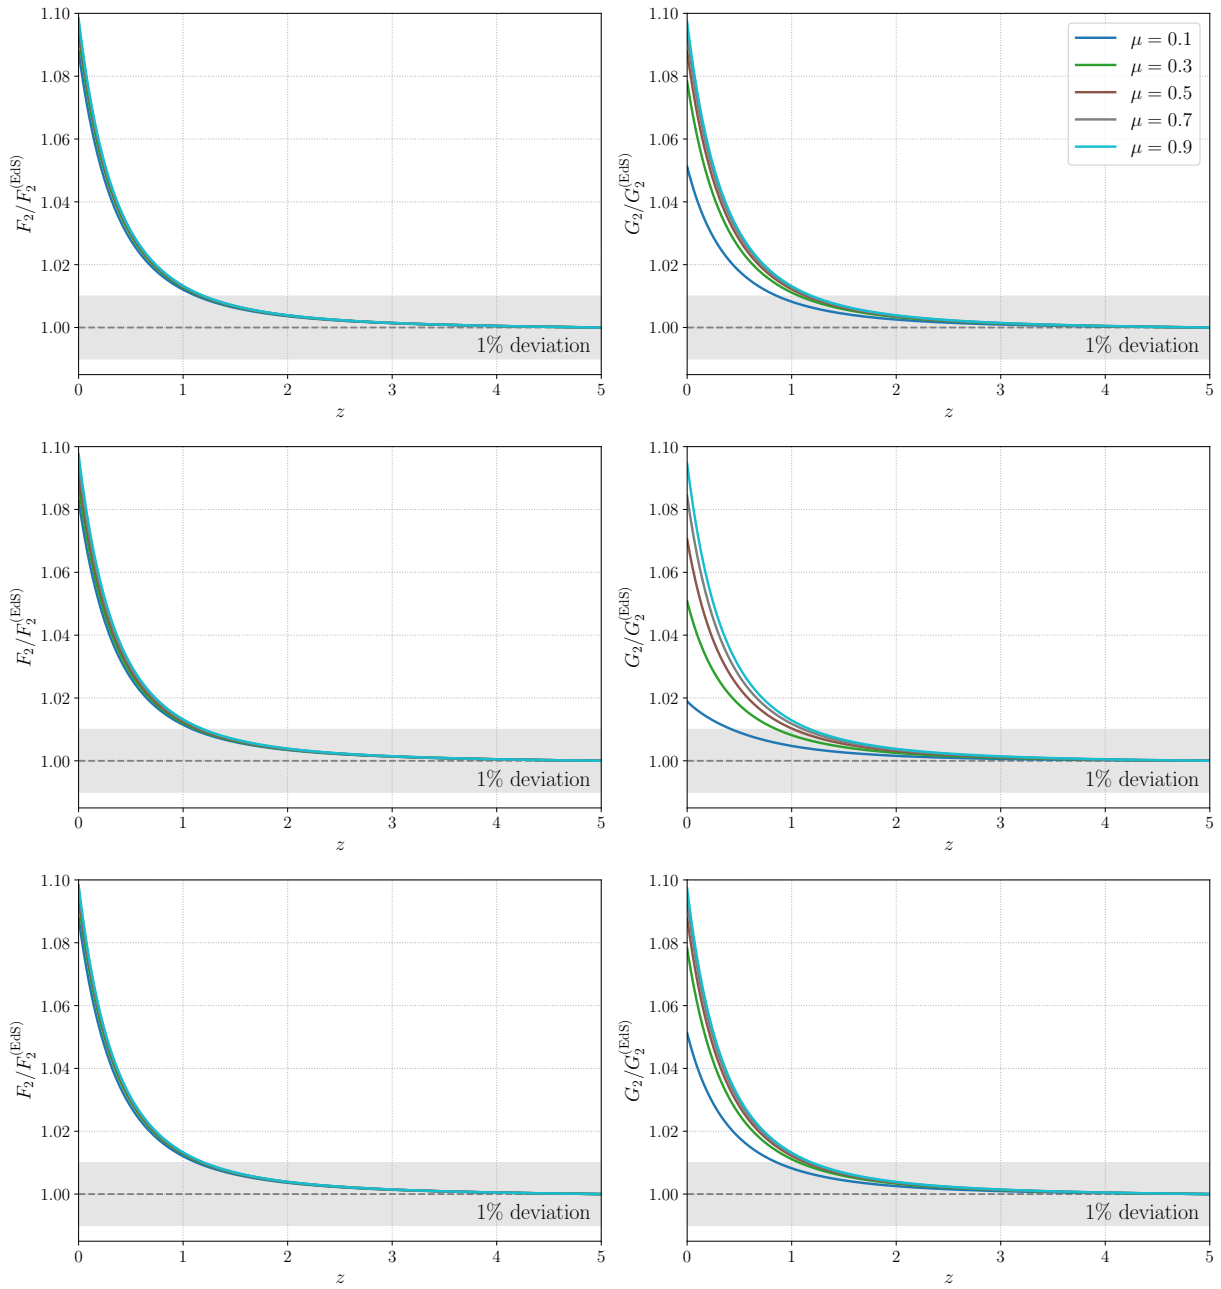 1.10
1.08
1.06
1.04
1.02
1.00
F₂/F₂^(EdS)
1% deviation
0 1 2 3 4 5
z
G₂/G₂^(EdS)
μ = 0.1
μ = 0.3
μ = 0.5
μ = 0.7
μ = 0.9
1% deviation
0 1 2 3 4 5
z
1.10
1.08
1.06
1.04
1.02
1.00
F₂/F₂^(EdS)
1% deviation
0 1 2 3 4 5
z
1.10
1.08
1.06
1.04
1.02
1.00
G₂/G₂^(EdS)
1% deviation
0 1 2 3 4 5
z
1.10
1.08
1.06
1.04
1.02
1.00
F₂/F₂^(EdS)
1% deviation
0 1 2 3 4 5
z
1.10
1.08
1.06
1.04
1.02
1.00
G₂/G₂^(EdS)
1% deviation
0 1 2 3 4 5
z
1.10
1.08
1.06
1.04
1.02
1.00